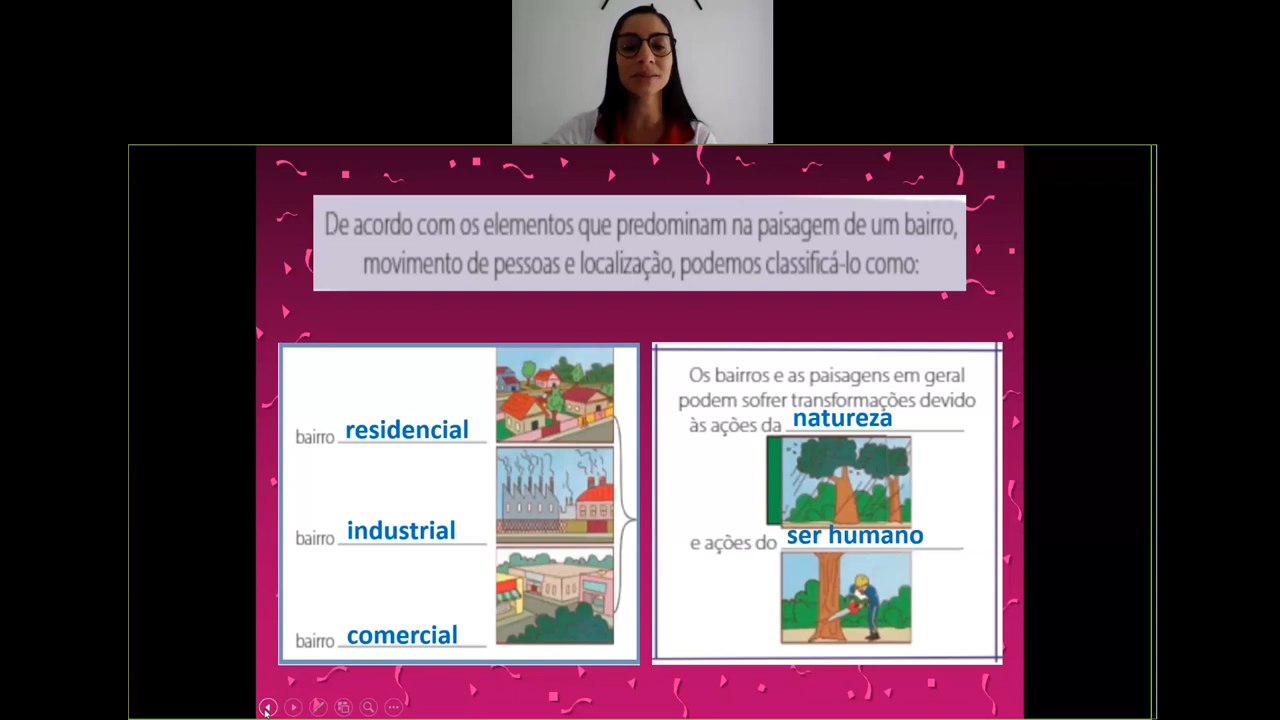 De acordo com os elementos que predominam na paisagem de um bairro,
movimento de pessoas e localização, podemos classificá-lo como:
bairro residencial
bairro industrial
bairro comercial
Os bairros e as paisagens em geral
podem sofrer transformações devido
às ações da natureza
e ações do ser humano